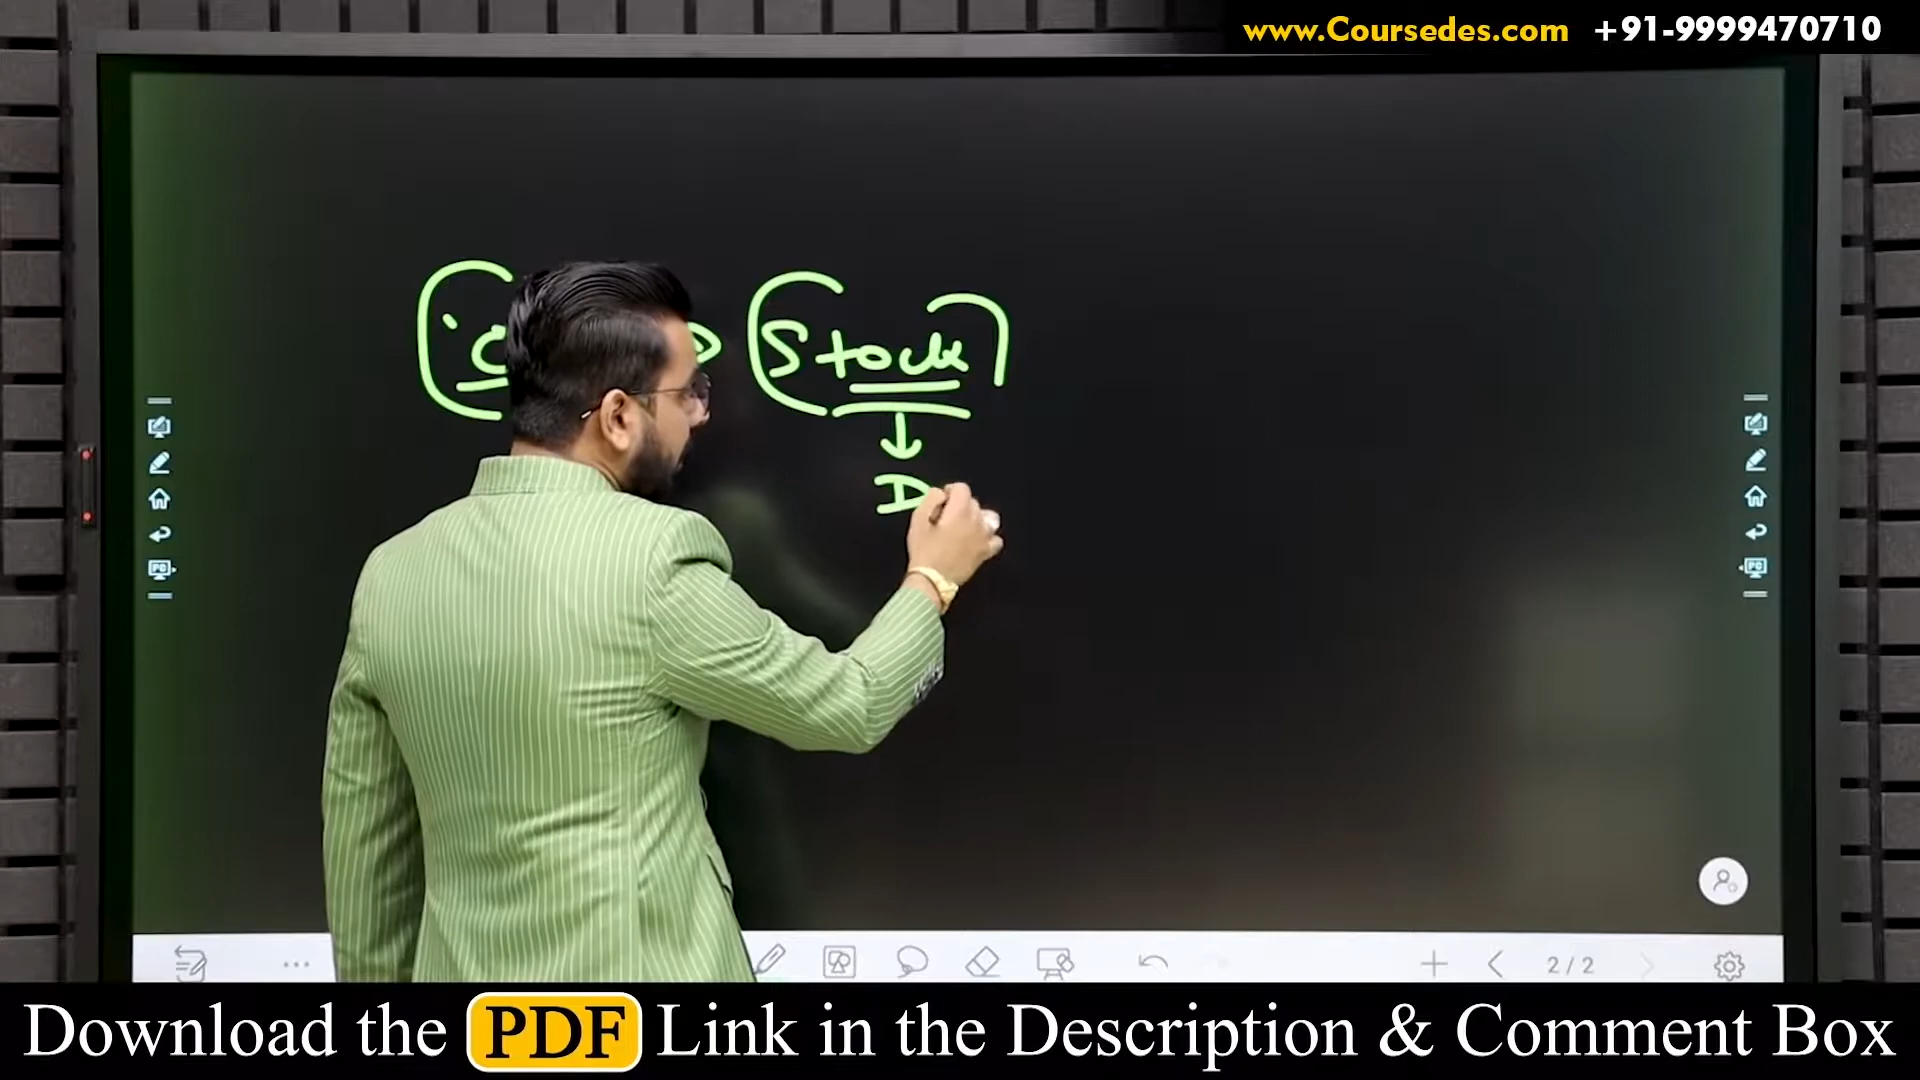 www.Coursedes.com +91-9999470710
Stock
D
2/2
Download the PDF Link in the Description & Comment Box